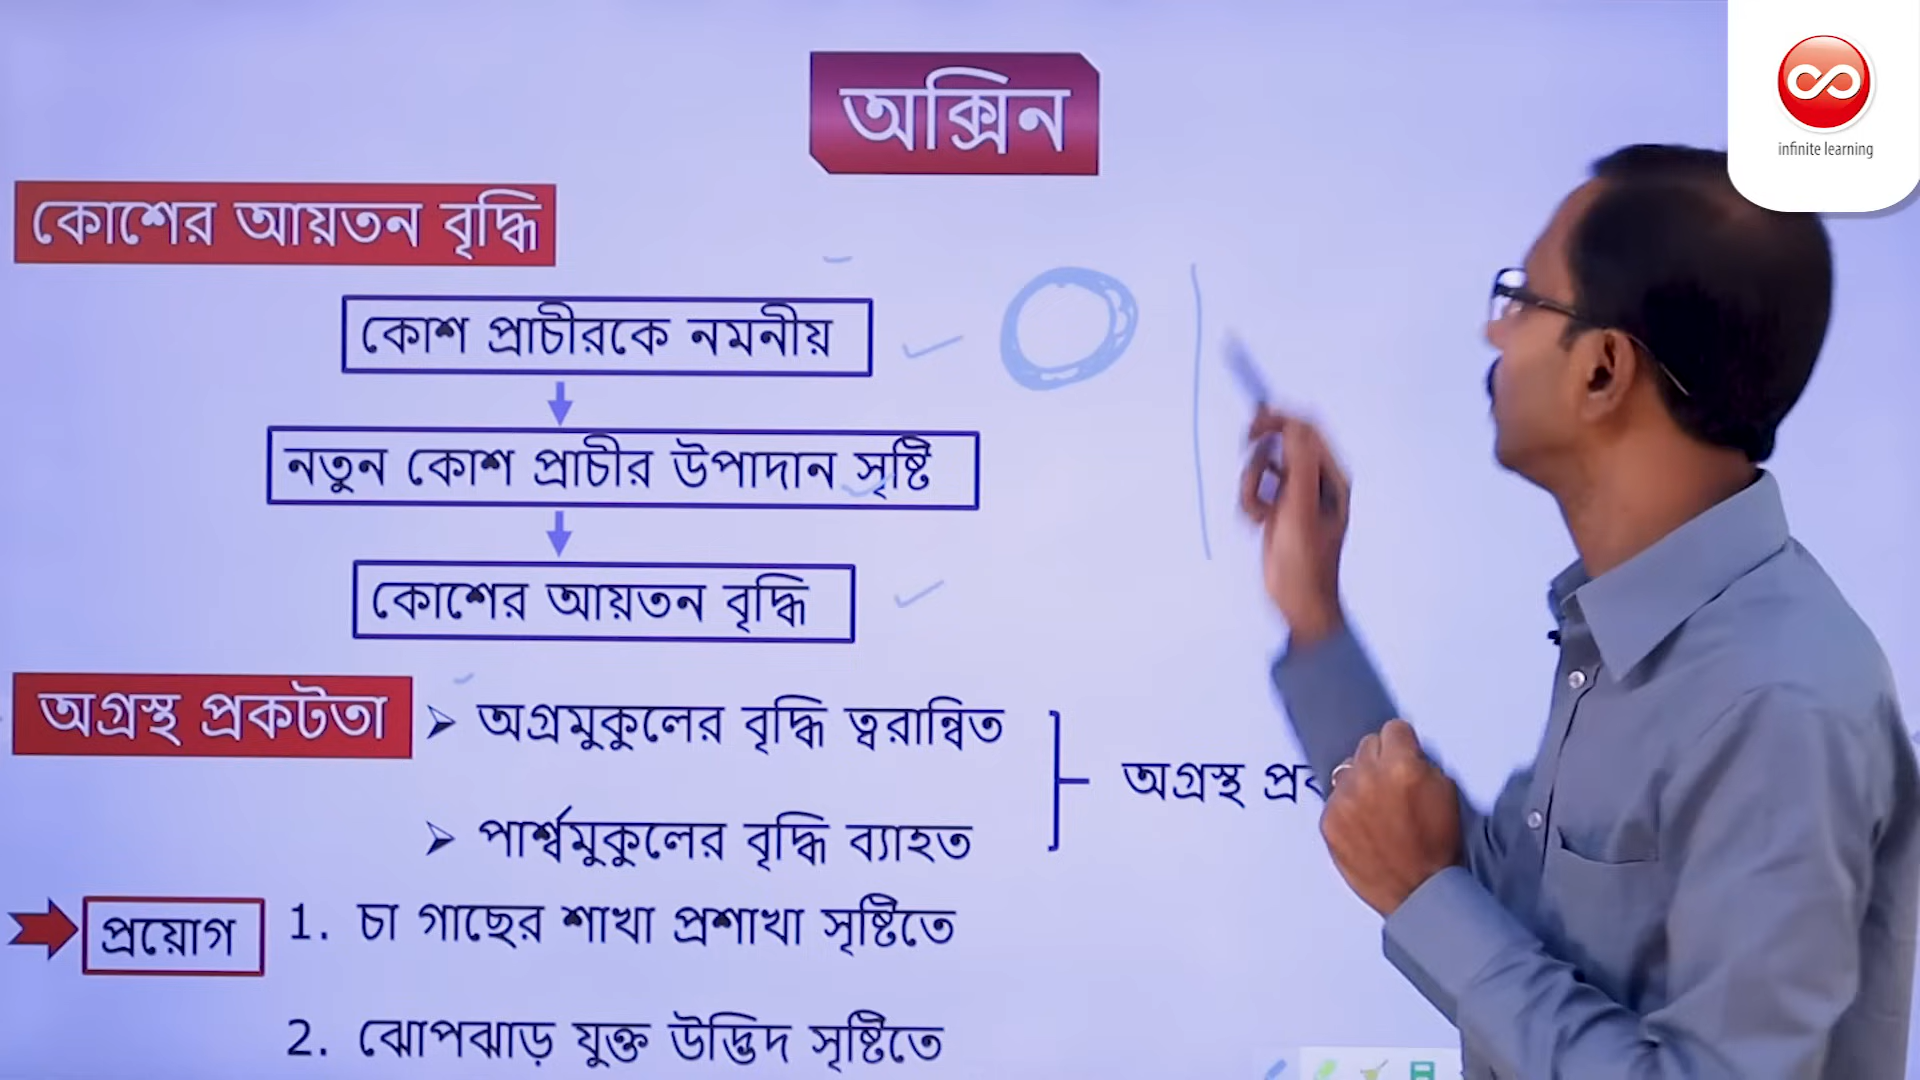 অক্সিন
infinite learning
কোশের আয়তন বৃদ্ধি
কোশ প্রাচীরকে নমনীয়
নতুন কোশ প্রাচীর উপাদান সৃষ্টি
কোশের আয়তন বৃদ্ধি
অগ্রস্থ প্রকটতা
➢ অগ্রমুকুলের বৃদ্ধি ত্বরান্বিত
অগ্রস্থ
➢ পার্শ্বমুকুলের বৃদ্ধি ব্যাহত
প্রয়োগ
1. চা গাছের শাখা প্রশাখা সৃষ্টিতে
2. ঝোপঝাড় যুক্ত উদ্ভিদ সৃষ্টিতে